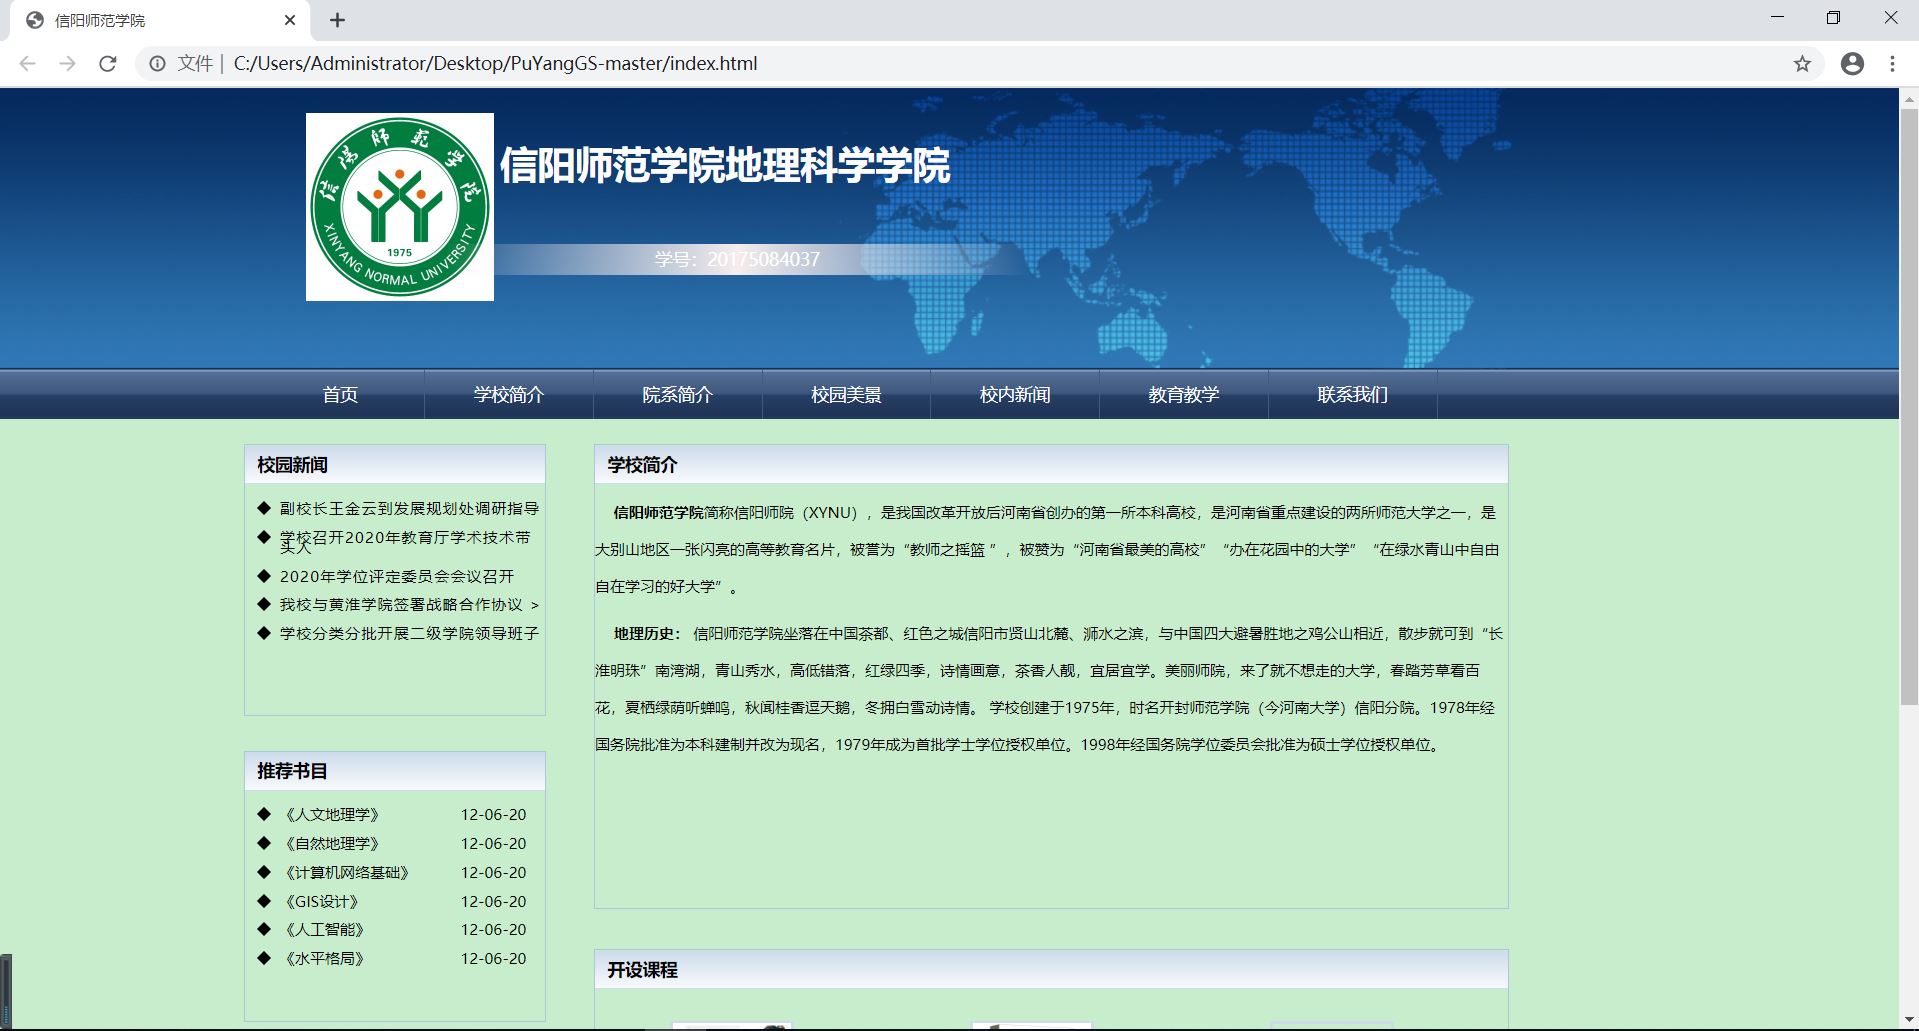 信阳师范学院
文件 | C:/Users/Administrator/Desktop/PuYangGS-master/index.html
信阳师范学院
XINYANG NORMAL UNIVERSITY
1975
信阳师范学院地理科学学院
学号：20175084037
首页 学校简介 院系简介 校园美景 校内新闻 教育教学 联系我们
校园新闻
◆ 副校长王金云到发展规划处调研指导
◆ 学校召开2020年教育厅学术技术带
头人
◆ 2020年学位评定委员会会议召开
◆ 我校与黄淮学院签署战略合作协议 >
◆ 学校分类分批开展二级学院领导班子
推荐书目
◆ 《人文地理学》 12-06-20
◆ 《自然地理学》 12-06-20
◆ 《计算机网络基础》 12-06-20
◆ 《GIS设计》 12-06-20
◆ 《人工智能》 12-06-20
◆ 《水平格局》 12-06-20
学校简介
信阳师范学院简称信阳师院（XYNU），是我国改革开放后河南省创办的第一所本科高校，是河南省重点建设的两所师范大学之一，是
大别山地区一张闪亮的高等教育名片，被誉为“教师之摇篮 ”，被赞为“河南省最美的高校”“办在花园中的大学”“在绿水青山中自由
自在学习的好大学”。
地理历史： 信阳师范学院坐落在中国茶都、红色之城信阳市贤山北麓、浉水之滨，与中国四大避暑胜地之鸡公山相近，散步就可到“长
淮明珠”南湾湖，青山秀水，高低错落，红绿四季，诗情画意，茶香人靓，宜居宜学。美丽师院，来了就不想走的大学，春踏芳草看百
花，夏栖绿荫听蝉鸣，秋闻桂香逗天鹅，冬拥白雪动诗情。 学校创建于1975年，时名开封师范学院（今河南大学）信阳分院。1978年经
国务院批准为本科建制并改为现名，1979年成为首批学士学位授权单位。1998年经国务院学位委员会批准为硕士学位授权单位。
开设课程